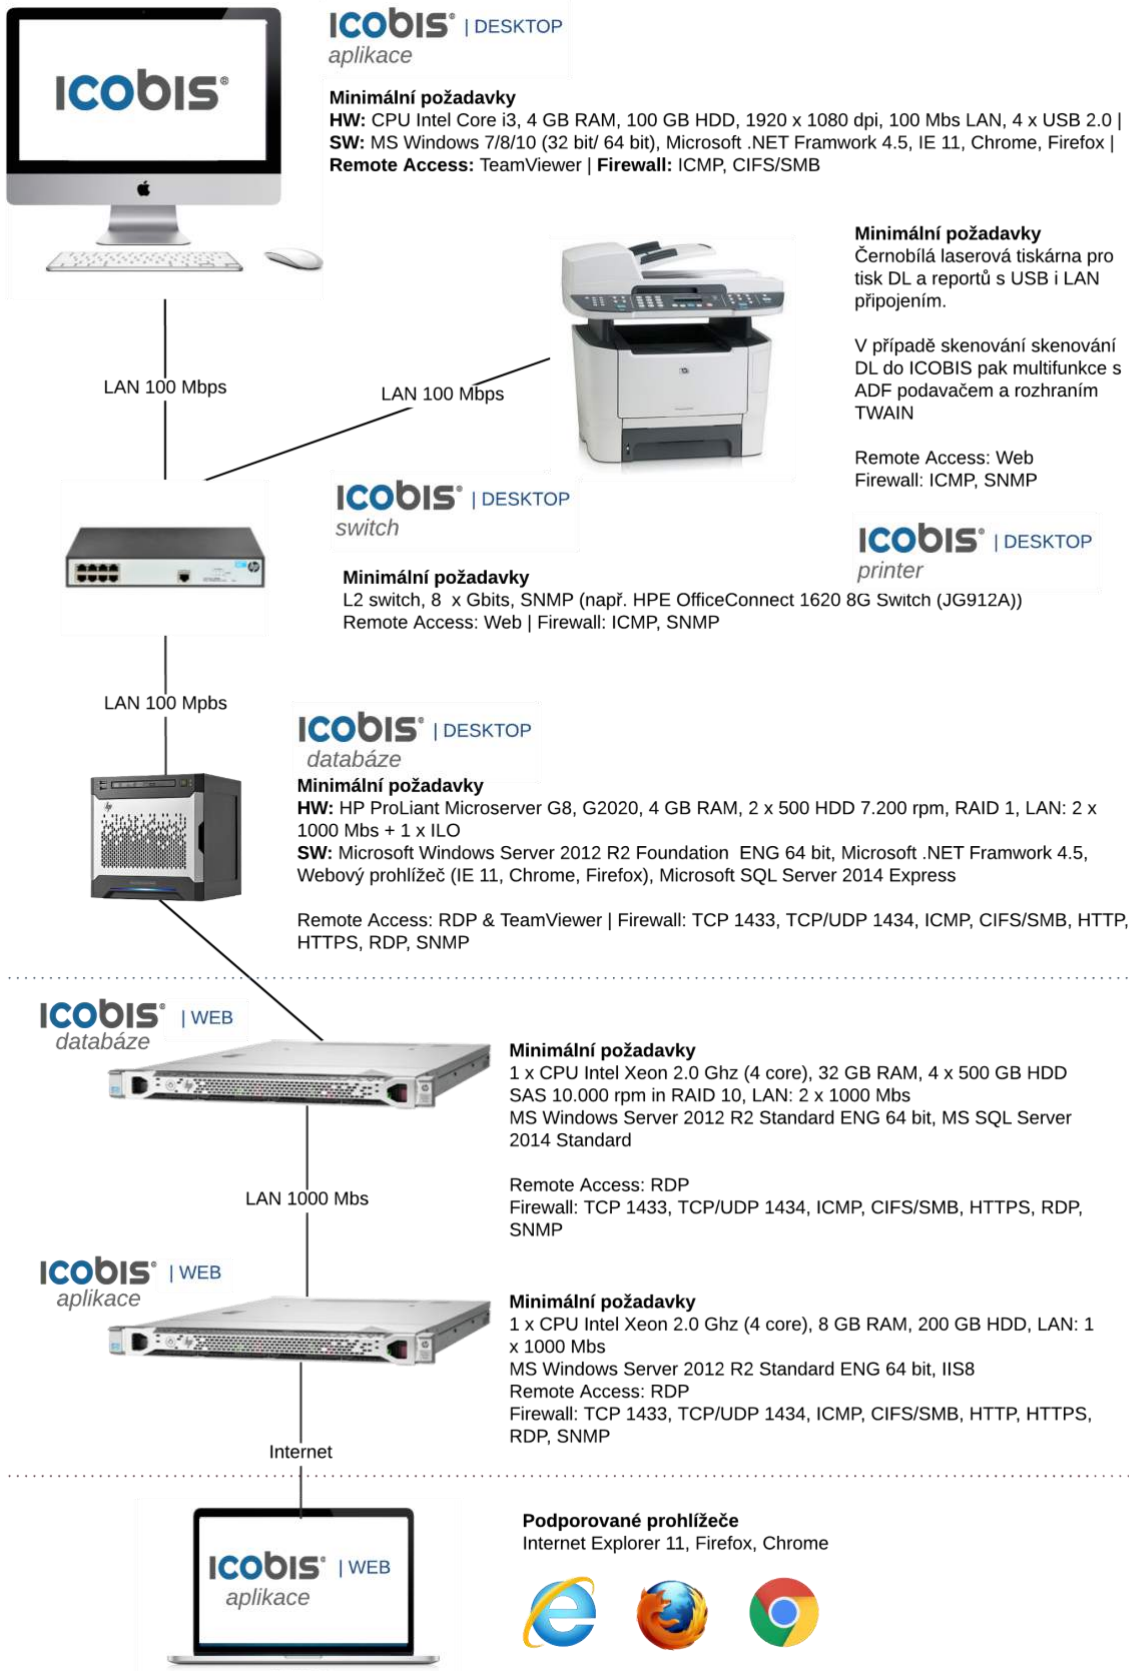 ICOBIS®
ICOBIS® | DESKTOP
aplikace
Minimální požadavky
HW: CPU Intel Core i3, 4 GB RAM, 100 GB HDD, 1920 x 1080 dpi, 100 Mbs LAN, 4 x USB 2.0 |
SW: MS Windows 7/8/10 (32 bit/ 64 bit), Microsoft .NET Framwork 4.5, IE 11, Chrome, Firefox |
Remote Access: TeamViewer | Firewall: ICMP, CIFS/SMB
Minimální požadavky
Černobílá laserová tiskárna pro
tisk DL a reportů s USB i LAN
připojením.
V případě skenování skenování
DL do ICOBIS pak multifunkce s
ADF podavačem a rozhraním
TWAIN
Remote Access: Web
Firewall: ICMP, SNMP
ICOBIS® | DESKTOP
printer
LAN 100 Mbps
LAN 100 Mbps
ICOBIS® | DESKTOP
switch
Minimální požadavky
L2 switch, 8 x Gbits, SNMP (např. HPE OfficeConnect 1620 8G Switch (JG912A))
Remote Access: Web | Firewall: ICMP, SNMP
LAN 100 Mpbs
ICOBIS® | DESKTOP
databáze
Minimální požadavky
HW: HP ProLiant Microserver G8, G2020, 4 GB RAM, 2 x 500 HDD 7.200 rpm, RAID 1, LAN: 2 x
1000 Mbs + 1 x ILO
SW: Microsoft Windows Server 2012 R2 Foundation ENG 64 bit, Microsoft .NET Framwork 4.5,
Webový prohlížeč (IE 11, Chrome, Firefox), Microsoft SQL Server 2014 Express
Remote Access: RDP & TeamViewer | Firewall: TCP 1433, TCP/UDP 1434, ICMP, CIFS/SMB, HTTP,
HTTPS, RDP, SNMP
ICOBIS® | WEB
databáze
Minimální požadavky
1 x CPU Intel Xeon 2.0 Ghz (4 core), 32 GB RAM, 4 x 500 GB HDD
SAS 10.000 rpm in RAID 10, LAN: 2 x 1000 Mbs
MS Windows Server 2012 R2 Standard ENG 64 bit, MS SQL Server
2014 Standard
Remote Access: RDP
Firewall: TCP 1433, TCP/UDP 1434, ICMP, CIFS/SMB, HTTPS, RDP,
SNMP
LAN 1000 Mbs
ICOBIS® | WEB
aplikace
Minimální požadavky
1 x CPU Intel Xeon 2.0 Ghz (4 core), 8 GB RAM, 200 GB HDD, LAN: 1
x 1000 Mbs
MS Windows Server 2012 R2 Standard ENG 64 bit, IIS8
Remote Access: RDP
Firewall: TCP 1433, TCP/UDP 1434, ICMP, CIFS/SMB, HTTP, HTTPS,
RDP, SNMP
Internet
ICOBIS® | WEB
aplikace
Podporované prohlížeče
Internet Explorer 11, Firefox, Chrome